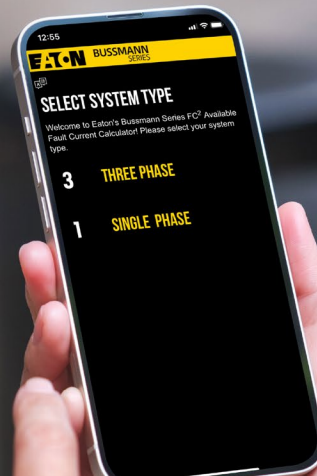 12:55
EATON BUSSMANN
SERIES
SELECT SYSTEM TYPE
Welcome to Eaton's Bussmann Series FC² Available
Fault Current Calculator! Please select your system
type.
3 THREE PHASE
1 SINGLE PHASE